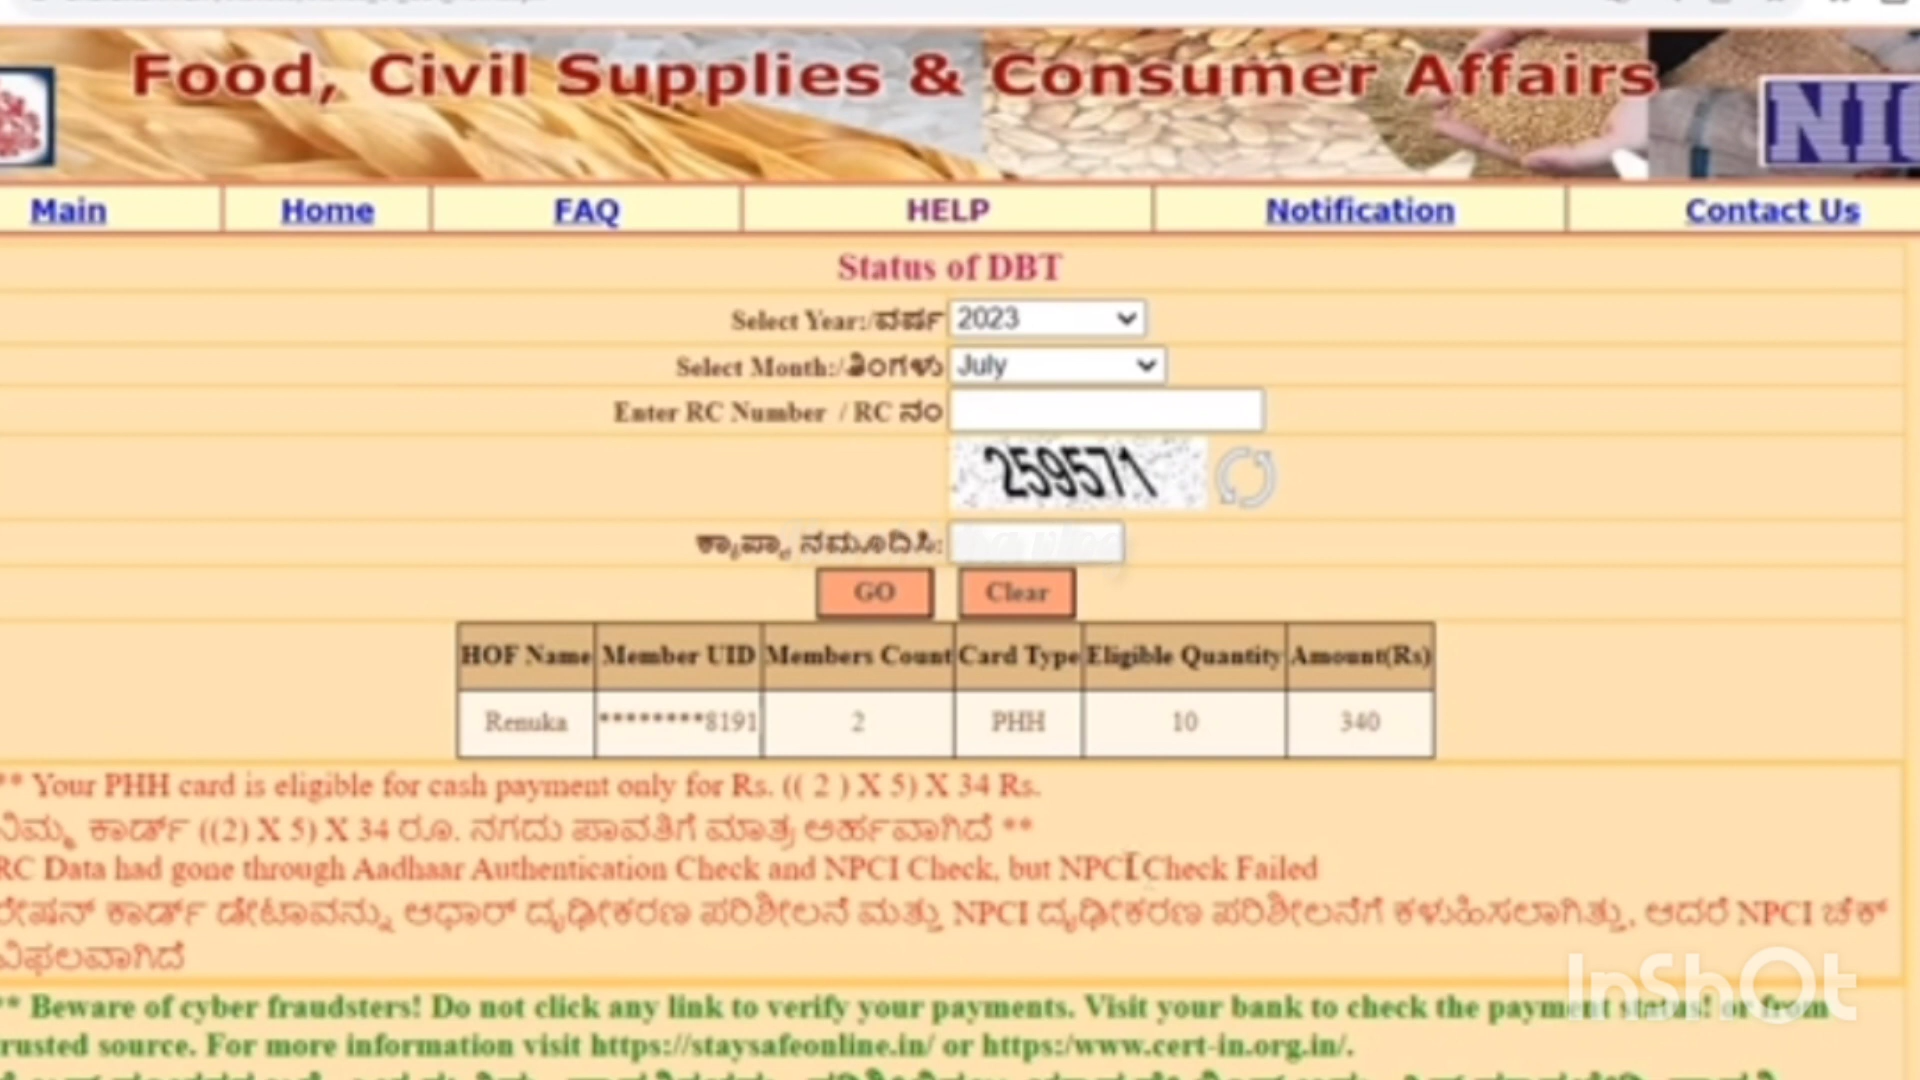 Food, Civil Supplies & Consumer Affairs
Main Home FAQ HELP Notification Contact Us
Status of DBT
Select Year:/ವರ್ಷ 2023
Select Month:/ತಿಂಗಳು July
Enter RC Number / RC ನಂ
259571
ಕ್ಯಾಪ್ಚಾ ನಮೂದಿಸಿ:
GO Clear
HOF Name Member UID Members Count Card Type Eligible Quantity Amount(Rs)
Renuka ********8191 2 PHH 10 340
** Your PHH card is eligible for cash payment only for Rs. (( 2 ) X 5) X 34 Rs.
ನಿಮ್ಮ ಕಾರ್ಡ್ ((2) X 5) X 34 ರೂ. ನಗದು ಪಾವತಿಗೆ ಮಾತ್ರ ಅರ್ಹವಾಗಿದೆ **
RC Data had gone through Aadhaar Authentication Check and NPCI Check, but NPCI Check Failed
ರೇಷನ್ ಕಾರ್ಡ್ ಡೇಟಾವನ್ನು ಆಧಾರ್ ದೃಢೀಕರಣ ಪರಿಶೀಲನೆ ಮತ್ತು NPCI ದೃಢೀಕರಣ ಪರಿಶೀಲನೆಗೆ ಕಳುಹಿಸಲಾಗಿತ್ತು, ಆದರೆ NPCI ಚೆಕ್
ವಿಫಲವಾಗಿದೆ
** Beware of cyber fraudsters! Do not click any link to verify your payments. Visit your bank to check the payment status! or from
trusted source. For more information visit https://staysafeonline.in/ or https:/www.cert-in.org.in/.
InShOt